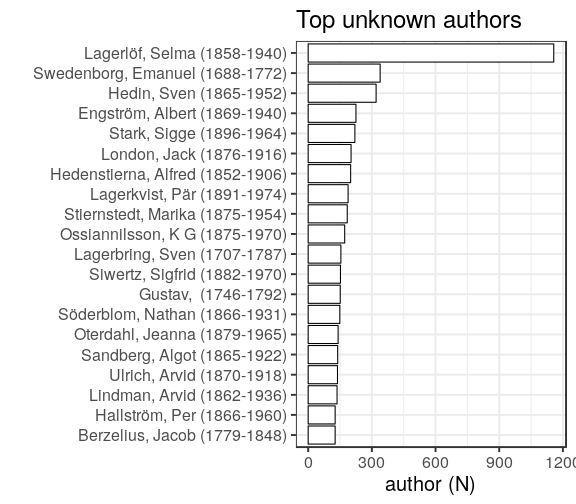 Top unknown authors
Lagerlöf, Selma (1858-1940)
Swedenborg, Emanuel (1688-1772)
Hedin, Sven (1865-1952)
Engström, Albert (1869-1940)
Stark, Sigge (1896-1964)
London, Jack (1876-1916)
Hedenstierna, Alfred (1852-1906)
Lagerkvist, Pär (1891-1974)
Stiernstedt, Marika (1875-1954)
Ossiannilsson, K G (1875-1970)
Lagerbring, Sven (1707-1787)
Siwertz, Sigfrid (1882-1970)
Gustav,  (1746-1792)
Söderblom, Nathan (1866-1931)
Oterdahl, Jeanna (1879-1965)
Sandberg, Algot (1865-1922)
Ulrich, Arvid (1870-1918)
Lindman, Arvid (1862-1936)
Hallström, Per (1866-1960)
Berzelius, Jacob (1779-1848)
0 300 600 900 1200
author (N)